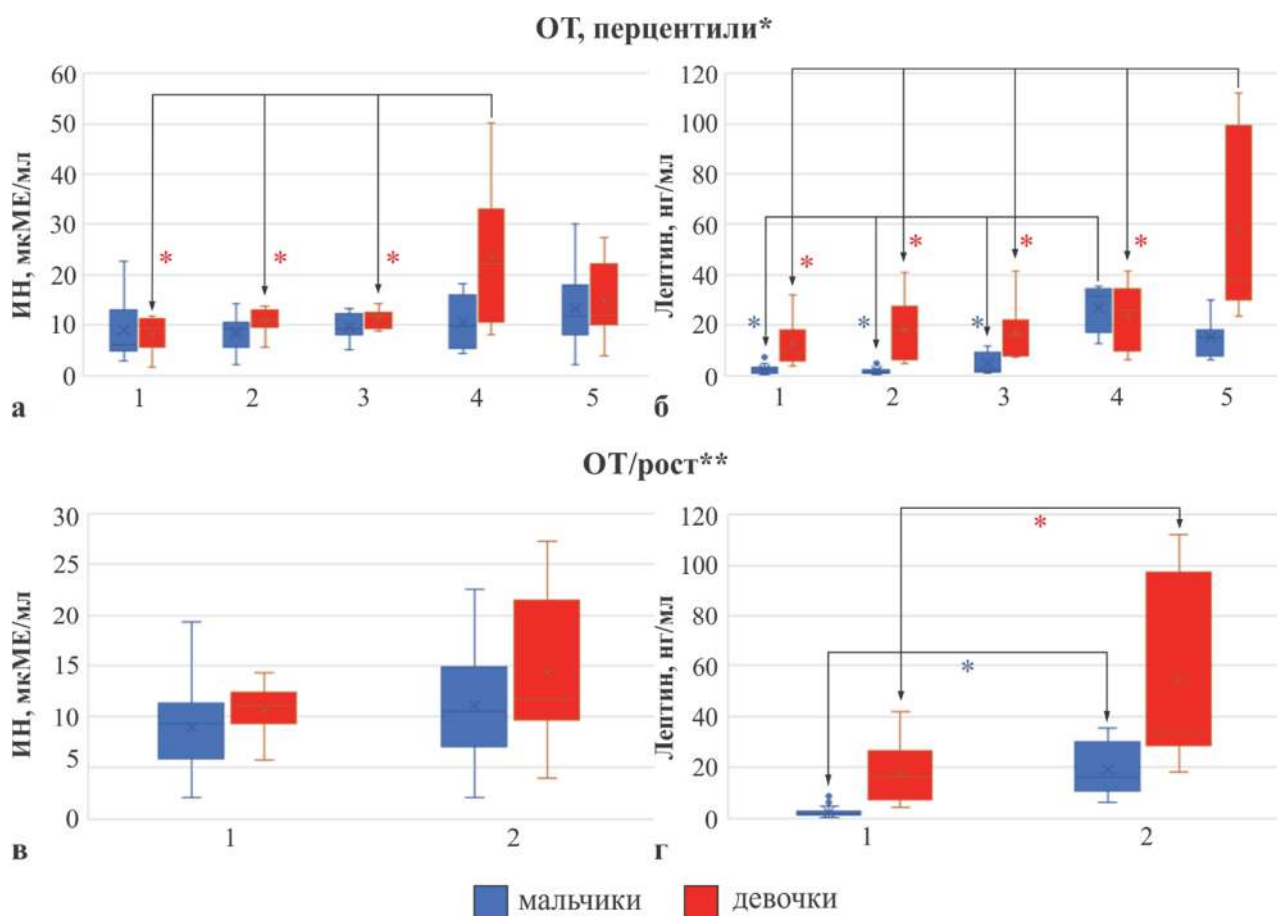 ОТ, перцентили*
ИН, мкМЕ/мл
60
50
40
30
20
10
0
* * *
1 2 3 4 5
а
Лептин, нг/мл
120
100
80
60
40
20
0
* * * *
* * *
1 2 3 4 5
б
ОТ/рост**
ИН, мкМЕ/мл
30
25
20
15
10
5
0
1 2
в
Лептин, нг/мл
120
100
80
60
40
20
0
*
*
1 2
г
мальчики девочки